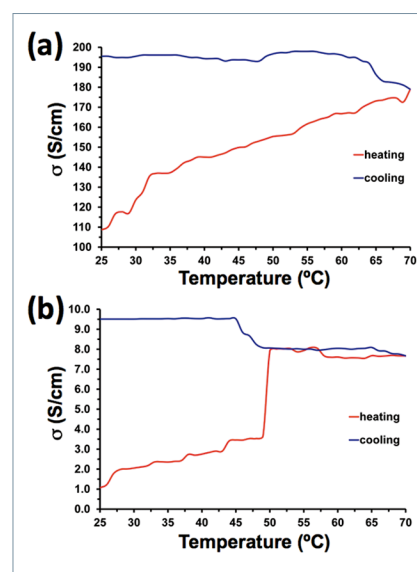 (a)
200
190
180
170
160
150
140
130
120
110
100
σ (S/cm)
heating
cooling
25 30 35 40 45 50 55 60 65 70
Temperature (ºC)
(b)
10.0
9.0
8.0
7.0
6.0
5.0
4.0
3.0
2.0
1.0
0.0
σ (S/cm)
heating
cooling
25 30 35 40 45 50 55 60 65 70
Temperature (ºC)